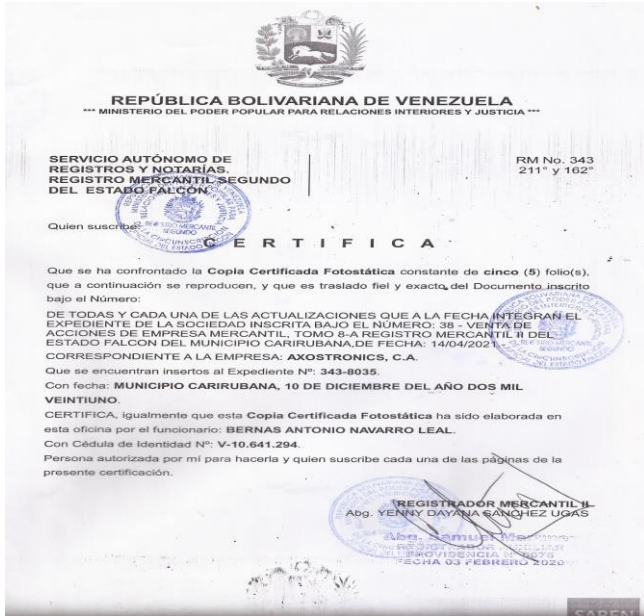 REPÚBLICA BOLIVARIANA DE VENEZUELA
*** MINISTERIO DEL PODER POPULAR PARA RELACIONES INTERIORES Y JUSTICIA ***
SERVICIO AUTÓNOMO DE
REGISTROS Y NOTARÍAS.
REGISTRO MERCANTIL SEGUNDO
DEL ESTADO FALCÓN
RM No. 343
211° y 162°
Quien suscribe:
CERTIFICA
Que se ha confrontado la Copia Certificada Fotostática constante de cinco (5) folio(s),
que a continuación se reproducen, y que es traslado fiel y exacto del Documento inscrito
bajo el Número:
DE TODAS Y CADA UNA DE LAS ACTUALIZACIONES QUE A LA FECHA INTEGRAN EL
EXPEDIENTE DE LA SOCIEDAD INSCRITA BAJO EL NÚMERO: 38 - VENTA DE
ACCIONES DE EMPRESA MERCANTIL, TOMO 8-A REGISTRO MERCANTIL II DEL
ESTADO FALCON DEL MUNICIPIO CARIRUBANA,DE FECHA: 14/04/2021.-
CORRESPONDIENTE A LA EMPRESA: AXOSTRONICS, C.A.
Que se encuentran insertos al Expediente Nº: 343-8035.
Con fecha: MUNICIPIO CARIRUBANA, 10 DE DICIEMBRE DEL AÑO DOS MIL
VEINTIUNO.
CERTIFICA, igualmente que esta Copia Certificada Fotostática ha sido elaborada en
esta oficina por el funcionario: BERNAS ANTONIO NAVARRO LEAL.
Con Cédula de Identidad Nº: V-10.641.294.
Persona autorizada por mí para hacerla y quien suscribe cada una de las páginas de la
presente certificación.
REGISTRADOR MERCANTIL II
Abg. YENNY DAYANA SANCHEZ UGAS
Abg. Samuel
REGISTRADOR
PROVIDENCIA Nº
FECHA 03 FEBRERO 2020
SAREN